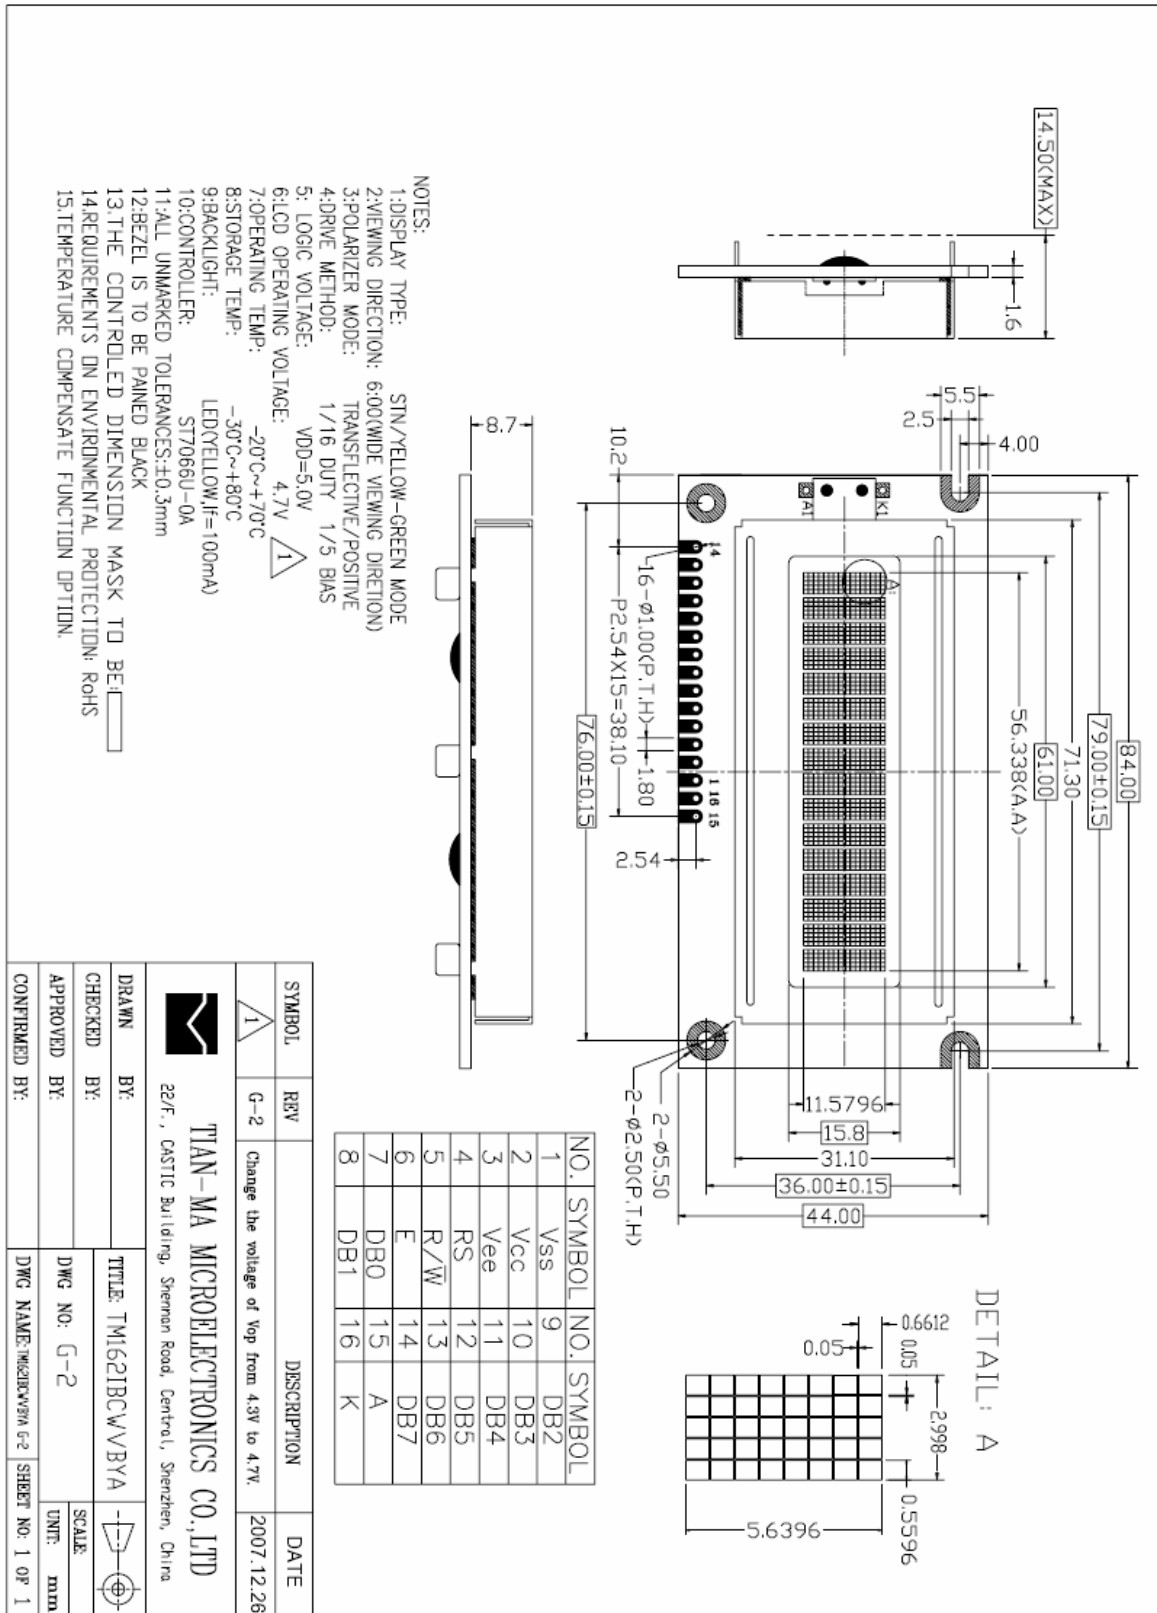 14.50(MAX)
1.6
5.5
2.5
4.00
84.00
79.00±0.15
71.30
61.00
56.338(A.A)
A1
K1
A
14
1 16 15
10.2
16-ø1.00(P.T.H)
P2.54X15=38.10
1.80
76.00±0.15
2.54
2-ø5.50
2-ø2.50(P.T.H)
11.5796
15.8
31.10
36.00±0.15
44.00
8.7
DETAIL: A
0.6612
0.05
0.05
2.998
0.5596
5.6396
NOTES:
1:DISPLAY TYPE: STN/YELLOW-GREEN MODE
2:VIEWING DIRECTION: 6:00(WIDE VIEWING DIRETION)
3:POLARIZER MODE: TRANSFLECTIVE/POSITIVE
4:DRIVE METHOD: 1/16 DUTY 1/5 BIAS
5: LOGIC VOLTAGE: VDD=5.0V
6:LCD OPERATING VOLTAGE: 4.7V 1
7:OPERATING TEMP: -20°C~+70°C
8:STORAGE TEMP: -30°C~+80°C
9:BACKLIGHT: LED(YELLOW,If=100mA)
10:CONTROLLER: ST7066U-0A
11:ALL UNMARKED TOLERANCES:±0.3mm
12:BEZEL IS TO BE PAINED BLACK
13.THE CONTROLED DIMENSION MASK TO BE:
14.REQUIREMENTS ON ENVIRONMENTAL PROTECTION: RoHS
15.TEMPERATURE COMPENSATE FUNCTION OPTION.
NO. SYMBOL NO. SYMBOL
1 Vss 9 DB2
2 Vcc 10 DB3
3 Vee 11 DB4
4 RS 12 DB5
5 R/W̅ 13 DB6
6 E 14 DB7
7 DB0 15 A
8 DB1 16 K
SYMBOL REV DESCRIPTION DATE
1 G-2 Change the voltage of Vop from 4.3V to 4.7V. 2007.12.26
TIAN-MA MICROELECTRONICS CO.,LTD
22/F., CASTIC Building, Shennan Road, Central, Shenzhen, China
DRAWN BY:
CHECKED BY:
APPROVED BY:
CONFIRMED BY:
TITLE: TM162IBCWVBYA
DWG NO: G-2
SCALE:
UNIT: mm
DWG NAME:TM162IBCWVBYA G-2
SHEET NO: 1 OF 1